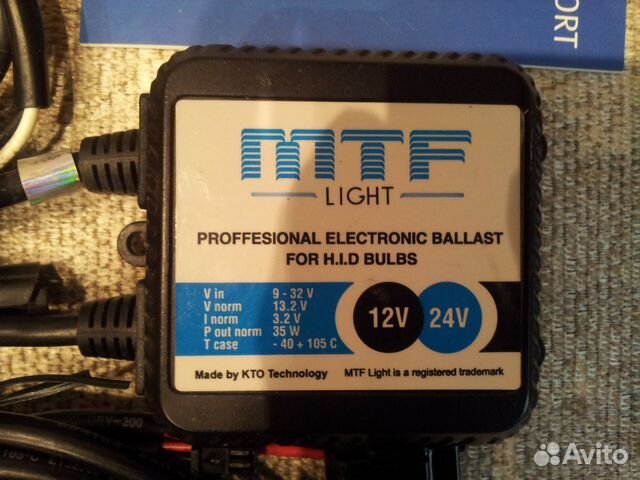 PORT
MTF
LIGHT
PROFFESIONAL ELECTRONIC BALLAST
FOR H.I.D BULBS
V in 9 - 32 V
V norm 13.2 V
I norm 3.2 V
P out norm 35 W
T case - 40 + 105 C
12V 24V
Made by KTO Technology MTF Light is a registered trademark
Avito